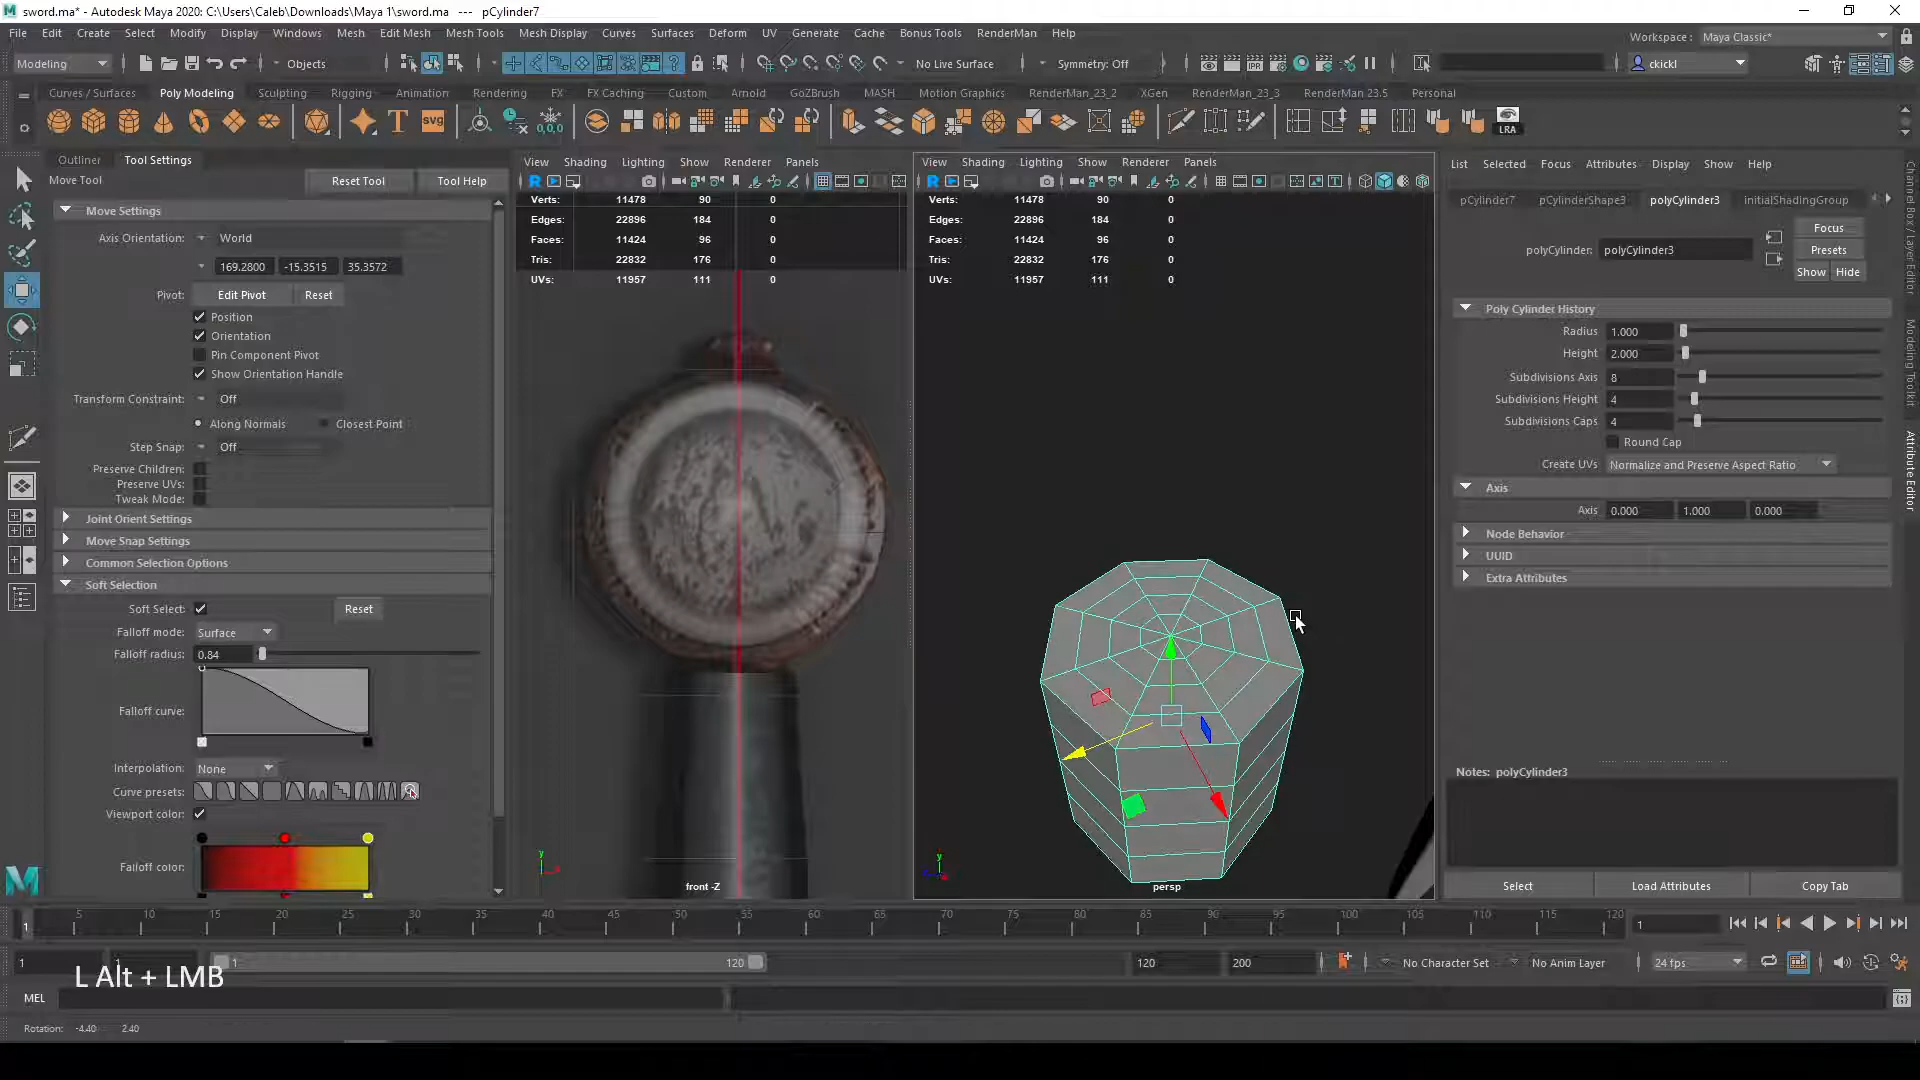 sword.ma* - Autodesk Maya 2020: C:\Users\Caleb\Downloads\Maya 1\sword.ma --- pCylinder7
File Edit Create Select Modify Display Windows Mesh Edit Mesh Mesh Tools Mesh Display Curves Surfaces Deform UV Generate Cache Bonus Tools RenderMan Help
Workspace : Maya Classic*
Modeling Objects No Live Surface Symmetry: Off ckickl
Curves / Surfaces Poly Modeling Sculpting Rigging Animation Rendering FX FX Caching Custom Arnold GoZBrush MASH Motion Graphics RenderMan_23_2 XGen RenderMan_23_3 RenderMan 23.5 Personal
T SVG 0,0,0 LRA
Outliner Tool Settings
Move Tool Reset Tool Tool Help
Move Settings
Axis Orientation: World
169.2800 -15.3515 35.3572
Pivot: Edit Pivot Reset
Position
Orientation
Pin Component Pivot
Show Orientation Handle
Transform Constraint: Off
Along Normals Closest Point
Step Snap: Off
Preserve Children:
Preserve UVs:
Tweak Mode:
Joint Orient Settings
Move Snap Settings
Common Selection Options
Soft Selection
Soft Select: Reset
Falloff mode: Surface
Falloff radius: 0.84
Falloff curve:
Interpolation: None
Curve presets:
Viewport color:
Falloff color:
View Shading Lighting Show Renderer Panels
Verts: 11478 90 0
Edges: 22896 184 0
Faces: 11424 96 0
Tris: 22832 176 0
UVs: 11957 111 0
y
front -Z
View Shading Lighting Show Renderer Panels
Verts: 11478 90 0
Edges: 22896 184 0
Faces: 11424 96 0
Tris: 22832 176 0
UVs: 11957 111 0
y
persp
List Selected Focus Attributes Display Show Help
pCylinder7 pCylinderShape3 polyCylinder3 initialShadingGroup
polyCylinder: polyCylinder3
Focus
Presets
Show Hide
Poly Cylinder History
Radius 1.000
Height 2.000
Subdivisions Axis 8
Subdivisions Height 4
Subdivisions Caps 4
Round Cap
Create UVs Normalize and Preserve Aspect Ratio
Axis
Axis 0.000 1.000 0.000
Node Behavior
UUID
Extra Attributes
Notes: polyCylinder3
Select Load Attributes Copy Tab
Channel Box / Layer Editor
Modeling Toolkit
Attribute Editor
5 10 15 20 25 30 35 40 45 50 55 60 65 70 75 80 85 90 95 100 105 110 115 120
1 1
1 1 120 120 200 No Character Set No Anim Layer 24 fps
L Alt + LMB
MEL
Rotation: -4.40 2.40